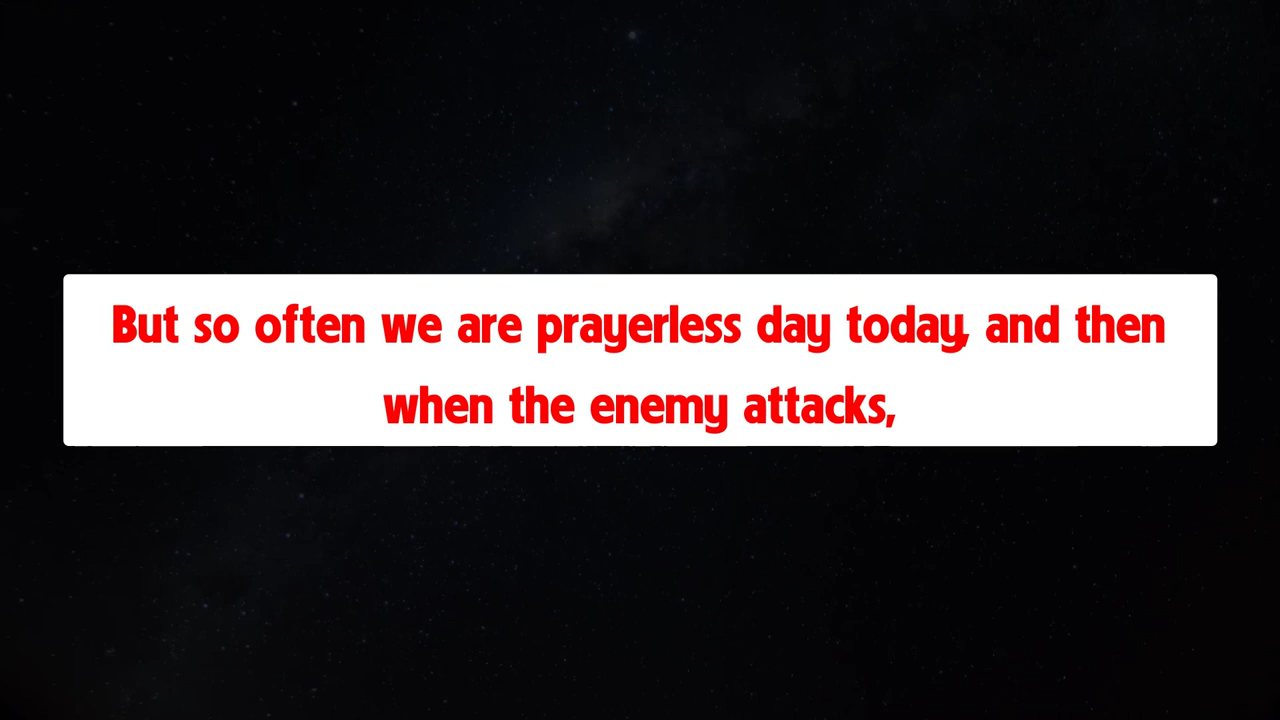 But so often we are prayerless day today, and then
when the enemy attacks,